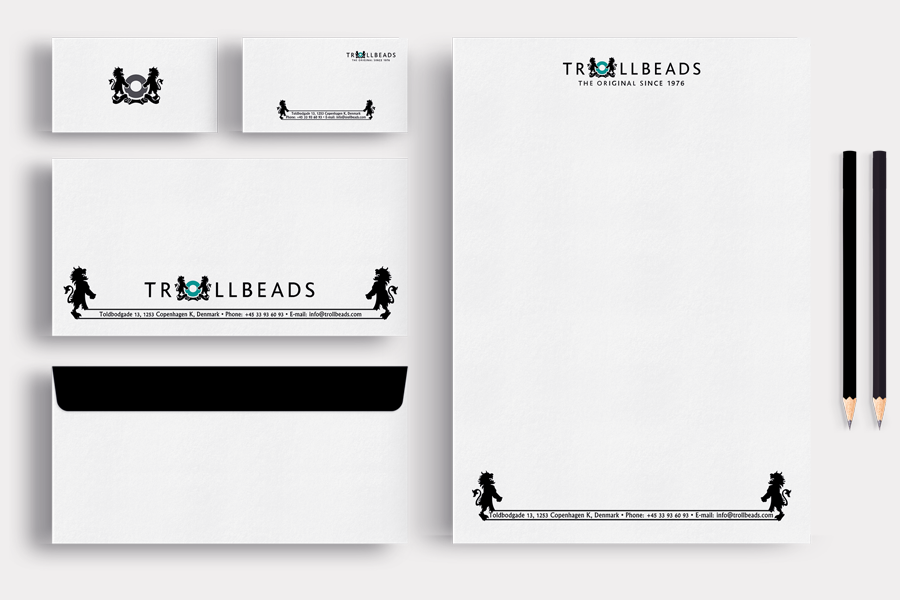 TROLLBEADS
THE ORIGINAL SINCE 1976
Toldbodgade 13, 1253 Copenhagen K, Denmark
Phone: +45 33 93 60 93 • E-mail: info@trollbeads.com
TROLLBEADS
THE ORIGINAL SINCE 1976
TROLLBEADS
Toldbodgade 13, 1253 Copenhagen K, Denmark • Phone: +45 33 93 60 93 • E-mail: info@trollbeads.com
Toldbodgade 13, 1253 Copenhagen K, Denmark • Phone: +45 33 93 60 93 • E-mail: info@trollbeads.com